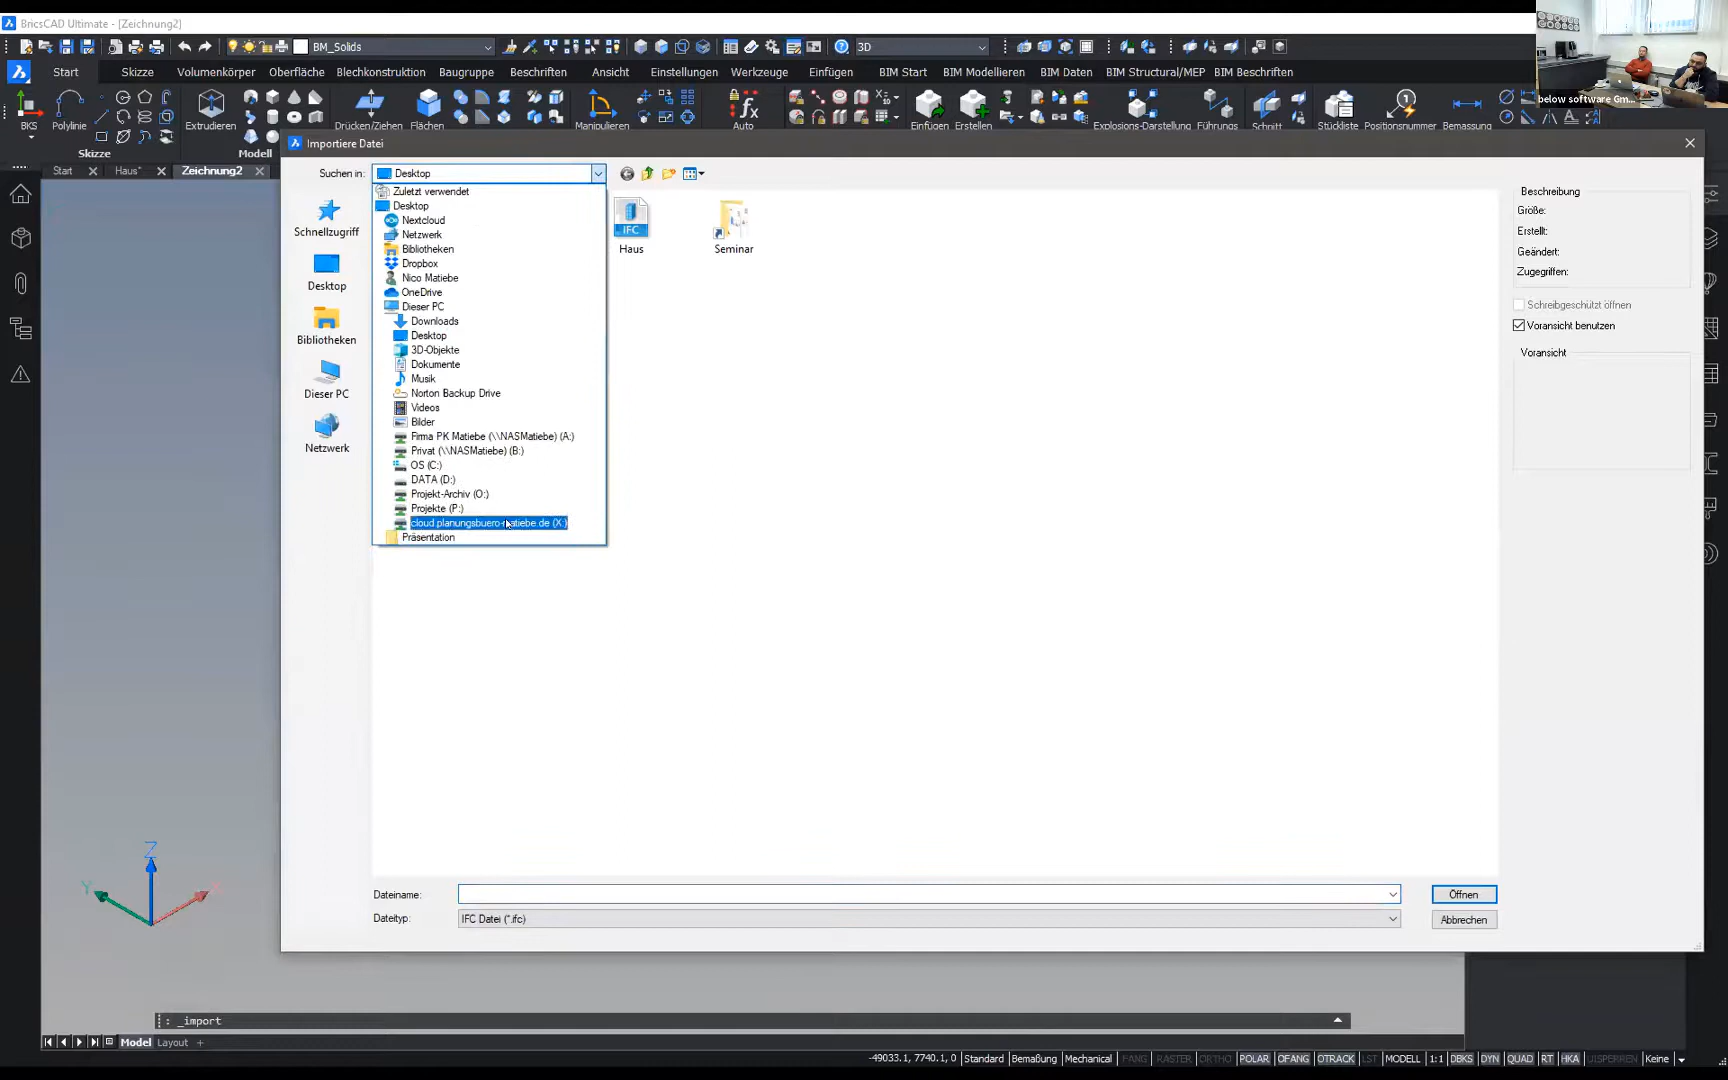 BricsCAD Ultimate - [Zeichnung2]
BM_Solids
3D
Start
Skizze
Volumenkörper
Oberfläche
Blechkonstruktion
Baugruppe
Beschriften
Ansicht
Einstellungen
Werkzeuge
Einfügen
BIM Start
BIM Modellieren
BIM Daten
BIM Structural/MEP
BIM Beschriften
below software Gm...
BKS
Polylinie
Extrudieren
Drücken/Ziehen
Flächen
Manipulieren
Auto
Einfügen
Erstellen
Explosions-Darstellung
Führungs
Schnitt
Stückliste
Positionsnummer
Bemassung
Skizze
Modell
Importiere Datei
Start
Haus*
Zeichnung2
Suchen in:
Desktop
Zuletzt verwendet
Desktop
Nextcloud
Netzwerk
Bibliotheken
Dropbox
Nico Matiebe
OneDrive
Dieser PC
Downloads
Desktop
3D-Objekte
Dokumente
Musik
Norton Backup Drive
Videos
Bilder
Firma PK Matiebe (\\NASMatiebe) (A:)
Privat (\\NASMatiebe) (B:)
OS (C:)
DATA (D:)
Projekt-Archiv (O:)
Projekte (P:)
cloud.planungsbuero-matiebe.de (X:)
Präsentation
Schnellzugriff
Desktop
Bibliotheken
Dieser PC
Netzwerk
IFC
Haus
Seminar
Beschreibung
Größe:
Erstellt:
Geändert:
Zugegriffen:
Schreibgeschützt öffnen
Voransicht benutzen
Voransicht
Dateiname:
Öffnen
Dateityp:
IFC Datei (*.ifc)
Abbrechen
Z
Y
X
: _import
Model
Layout
+
-49033.1, 7740.1, 0
Standard
Bemaßung
Mechanical
FANG
RASTER
ORTHO
POLAR
OFANG
OTRACK
LST
MODELL
1:1
DBKS
DYN
QUAD
RT
HKA
Keine